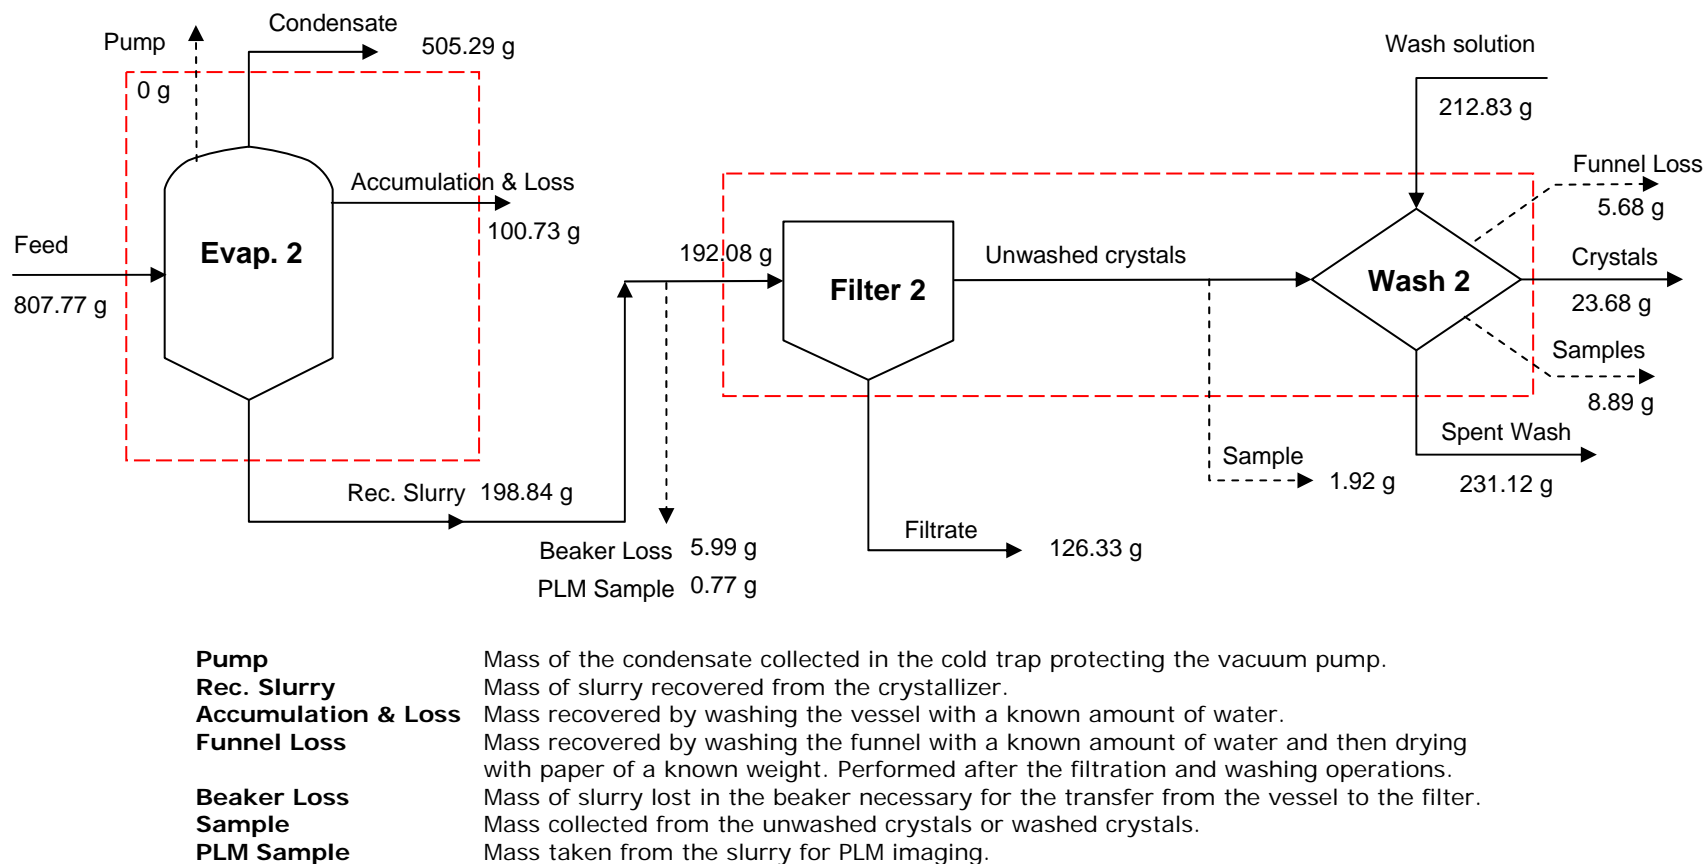 Pump
0 g
Condensate
505.29 g
Accumulation & Loss
100.73 g
Feed
807.77 g
Evap. 2
Rec. Slurry 198.84 g
192.08 g
Beaker Loss 5.99 g
PLM Sample 0.77 g
Filter 2
Filtrate
126.33 g
Unwashed crystals
Sample
1.92 g
Wash solution
212.83 g
Wash 2
Funnel Loss
5.68 g
Crystals
23.68 g
Samples
8.89 g
Spent Wash
231.12 g
Pump Mass of the condensate collected in the cold trap protecting the vacuum pump.
Rec. Slurry Mass of slurry recovered from the crystallizer.
Accumulation & Loss Mass recovered by washing the vessel with a known amount of water.
Funnel Loss Mass recovered by washing the funnel with a known amount of water and then drying
with paper of a known weight. Performed after the filtration and washing operations.
Beaker Loss Mass of slurry lost in the beaker necessary for the transfer from the vessel to the filter.
Sample Mass collected from the unwashed crystals or washed crystals.
PLM Sample Mass taken from the slurry for PLM imaging.